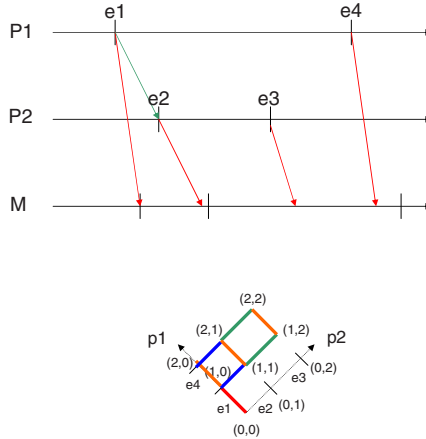 e1 e4
P1
e2 e3
P2
M
(2,2)
p1 (2,1) (1,2) p2
(2,0) (1,0) (1,1) (0,2)
e4 e3
e1 e2 (0,1)
(0,0)